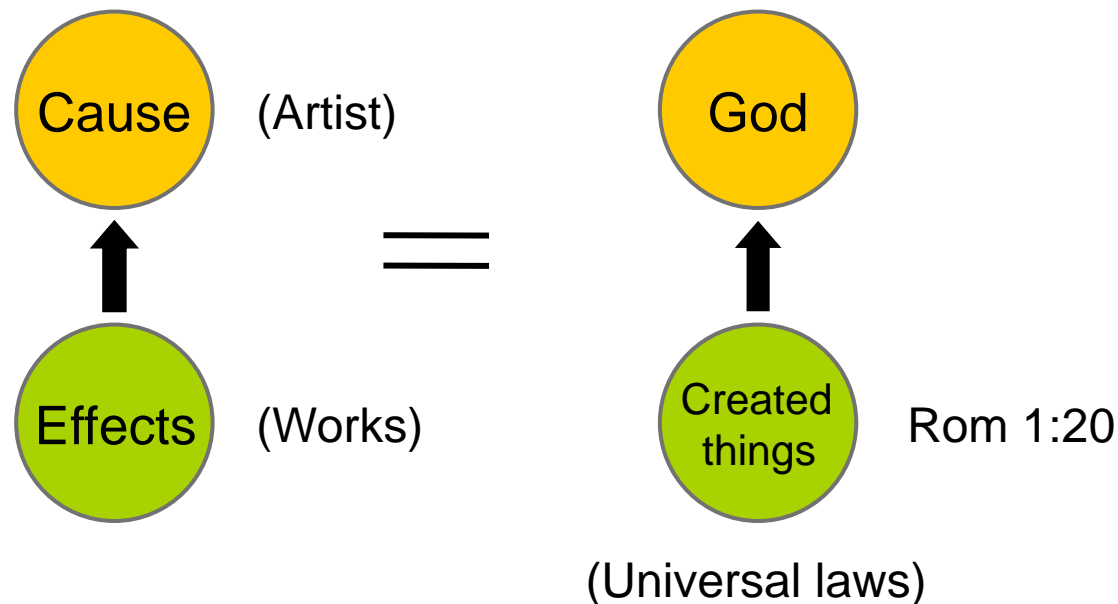 Cause (Artist) God
Effects (Works)
Created
things
Rom 1:20
(Universal laws)